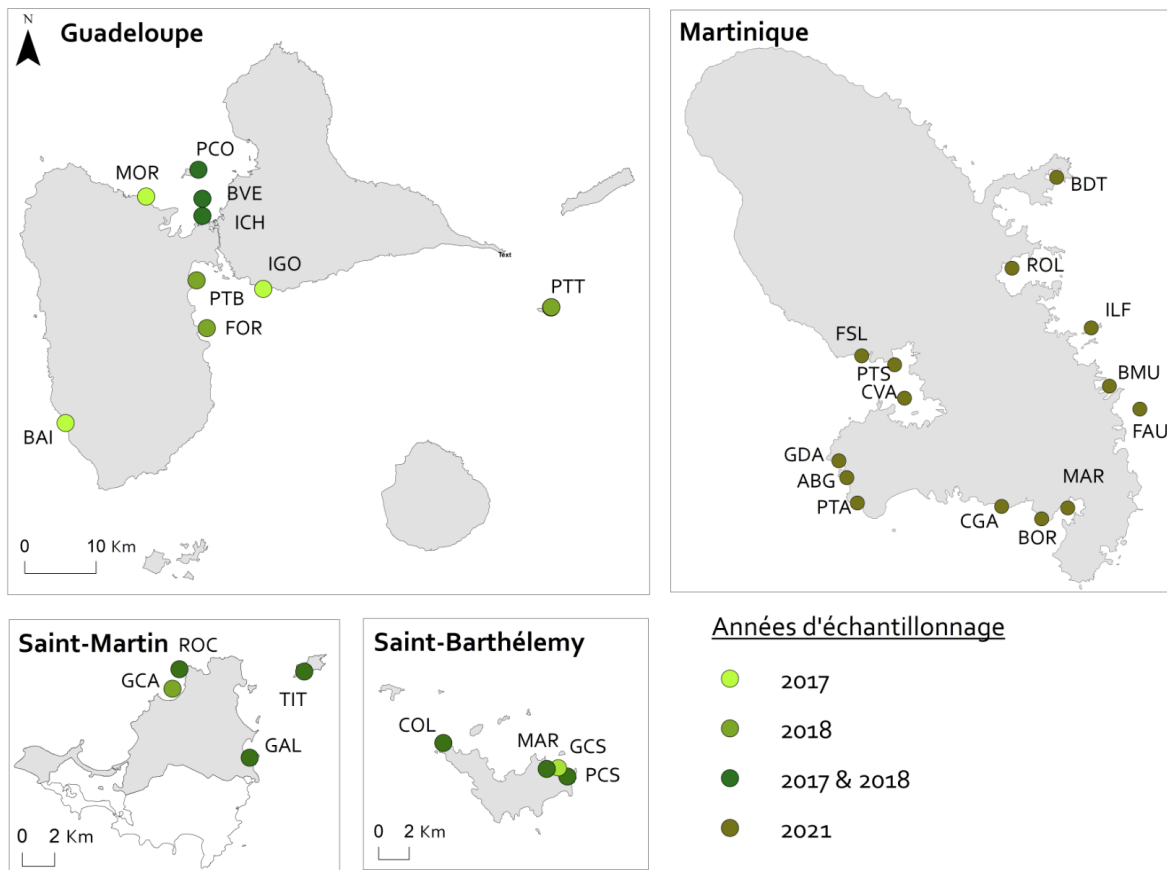 N
Guadeloupe
PCO
MOR
BVE
ICH
IGO
PTB
FOR
PTT
BAI
Text
0 10 Km
Martinique
BDT
ROL
ILF
FSL
PTS
CVA
BMU
FAU
GDA
ABG
PTA
MAR
CGA
BOR
Saint-Martin
ROC
GCA
TIT
GAL
0 2 Km
Saint-Barthélemy
COL
MAR
GCS
PCS
0 2 Km
Années d'échantillonnage
2017
2018
2017 & 2018
2021